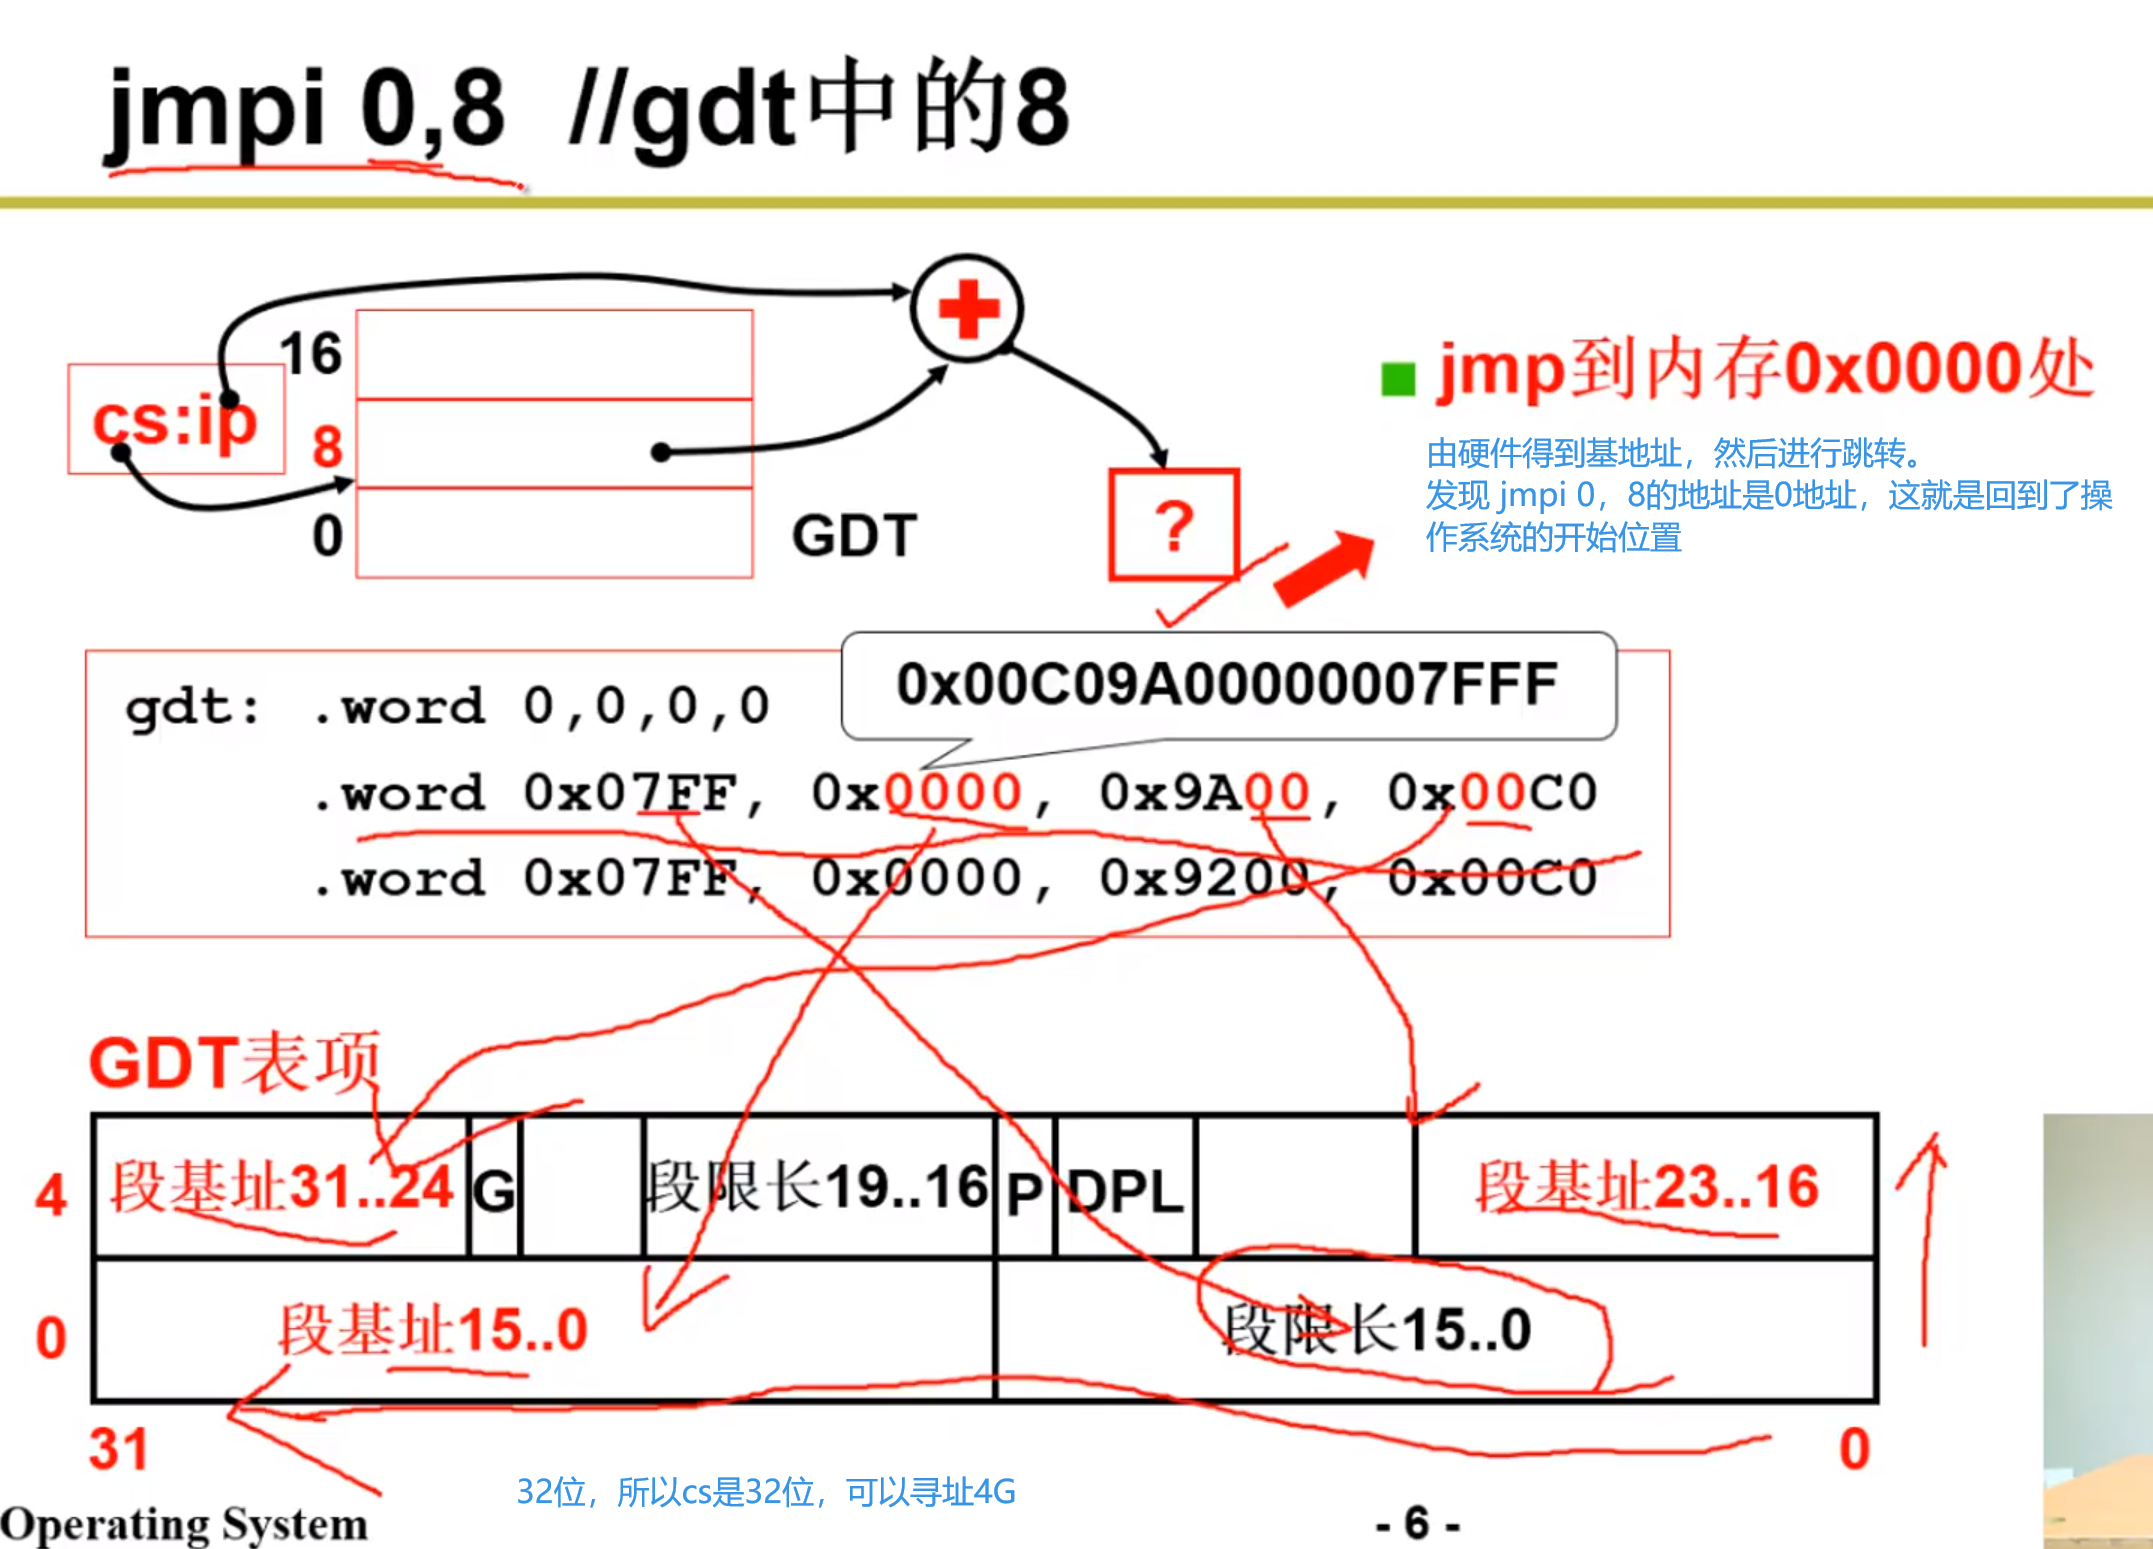 jmpi 0,8 //gdt中的8
16
cs:ip
8
0
GDT
?
jmp到内存0x0000处
由硬件得到基地址，然后进行跳转。
发现 jmpi 0，8的地址是0地址，这就是回到了操
作系统的开始位置
0x00C09A00000007FFF
gdt: .word 0,0,0,0
.word 0x07FF, 0x0000, 0x9A00, 0x00C0
.word 0x07FF, 0x0000, 0x9200, 0x00C0
GDT表项
4 段基址31..24 G 段限长19..16 P DPL 段基址23..16
0 段基址15..0 段限长15..0
31 0
32位，所以cs是32位，可以寻址4G
Operating System - 6 -